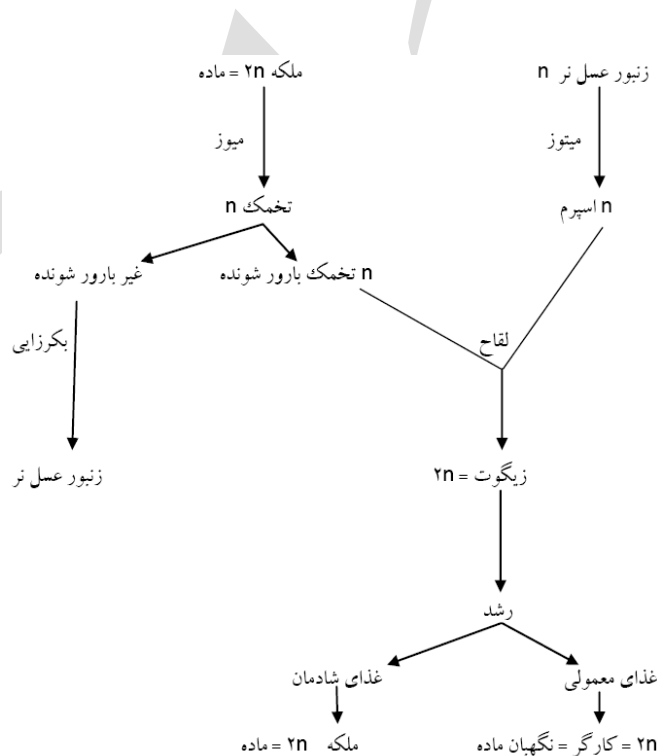 زنبور عسل نر n
ملکه ۲n = ماده
میتوز
میوز
n اسپرم
تخمک n
n تخمک بارور شونده
غیر بارور شونده
لقاح
بکرزایی
زیگوت = ۲n
زنبور عسل نر
رشد
غذای معمولی
غذای شادمان
۲n = کارگر = نگهبان ماده
ملکه ۲n = ماده